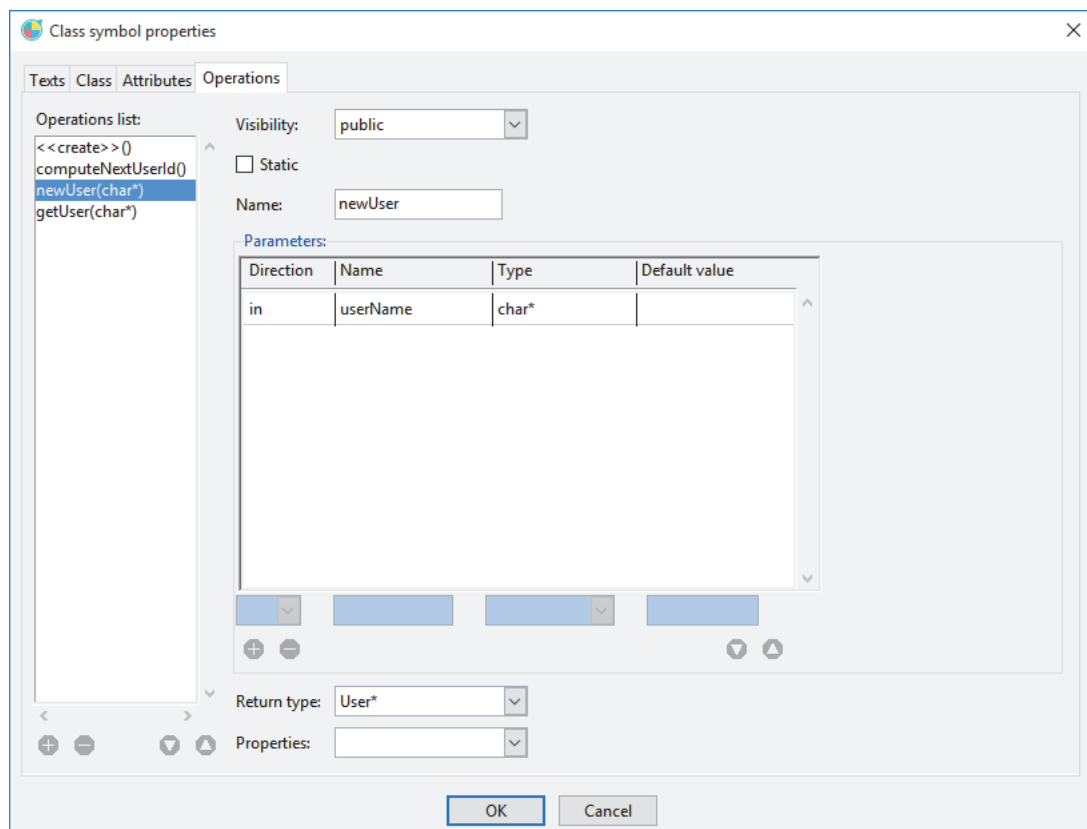 Class symbol properties
Texts Class Attributes Operations
Operations list:
<<create>>()
computeNextUserId()
newUser(char*)
getUser(char*)
Visibility: public
Static
Name: newUser
Parameters:
Direction Name Type Default value
in userName char*
Return type: User*
Properties:
OK Cancel